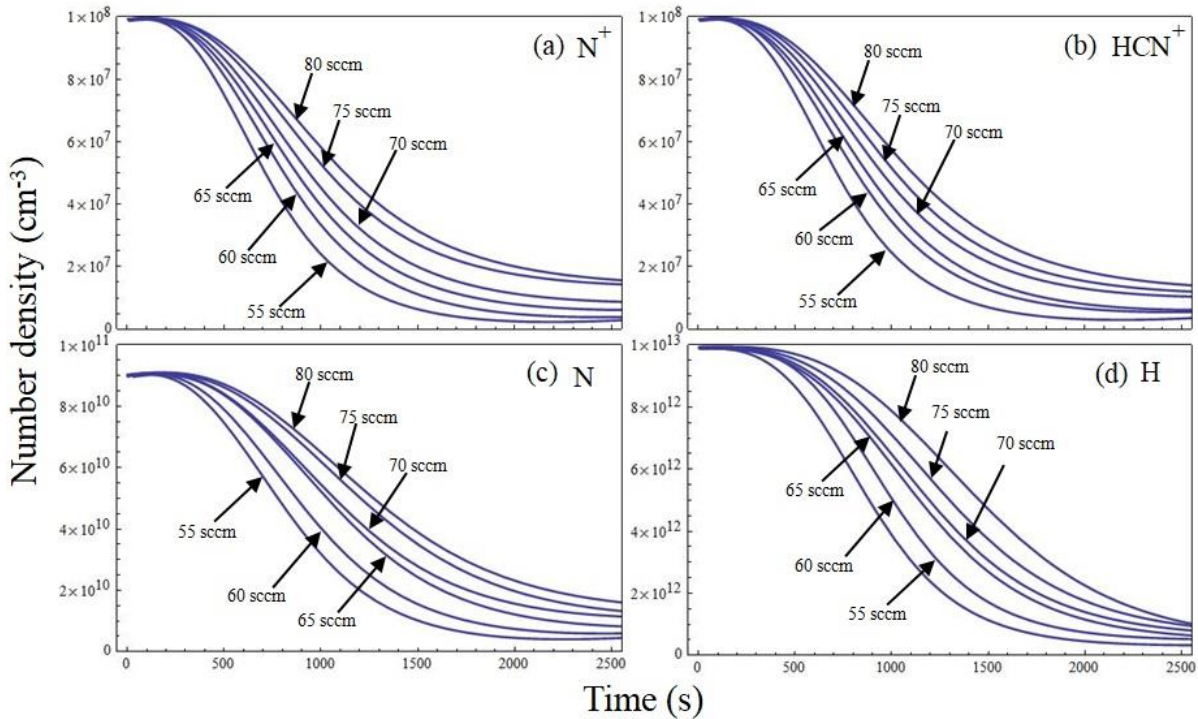 Number density (cm⁻³)
1×10⁸
8×10⁷
6×10⁷
4×10⁷
2×10⁷
0
(a) N⁺
80 sccm
75 sccm
70 sccm
65 sccm
60 sccm
55 sccm
1×10⁸
8×10⁷
6×10⁷
4×10⁷
2×10⁷
0
(b) HCN⁺
80 sccm
75 sccm
70 sccm
65 sccm
60 sccm
55 sccm
1×10¹¹
8×10¹⁰
6×10¹⁰
4×10¹⁰
2×10¹⁰
0
(c) N
80 sccm
75 sccm
70 sccm
55 sccm
60 sccm
65 sccm
0 500 1000 1500 2000 2500
1×10¹³
8×10¹²
6×10¹²
4×10¹²
2×10¹²
0
(d) H
80 sccm
75 sccm
70 sccm
65 sccm
60 sccm
55 sccm
0 500 1000 1500 2000 2500
Time (s)